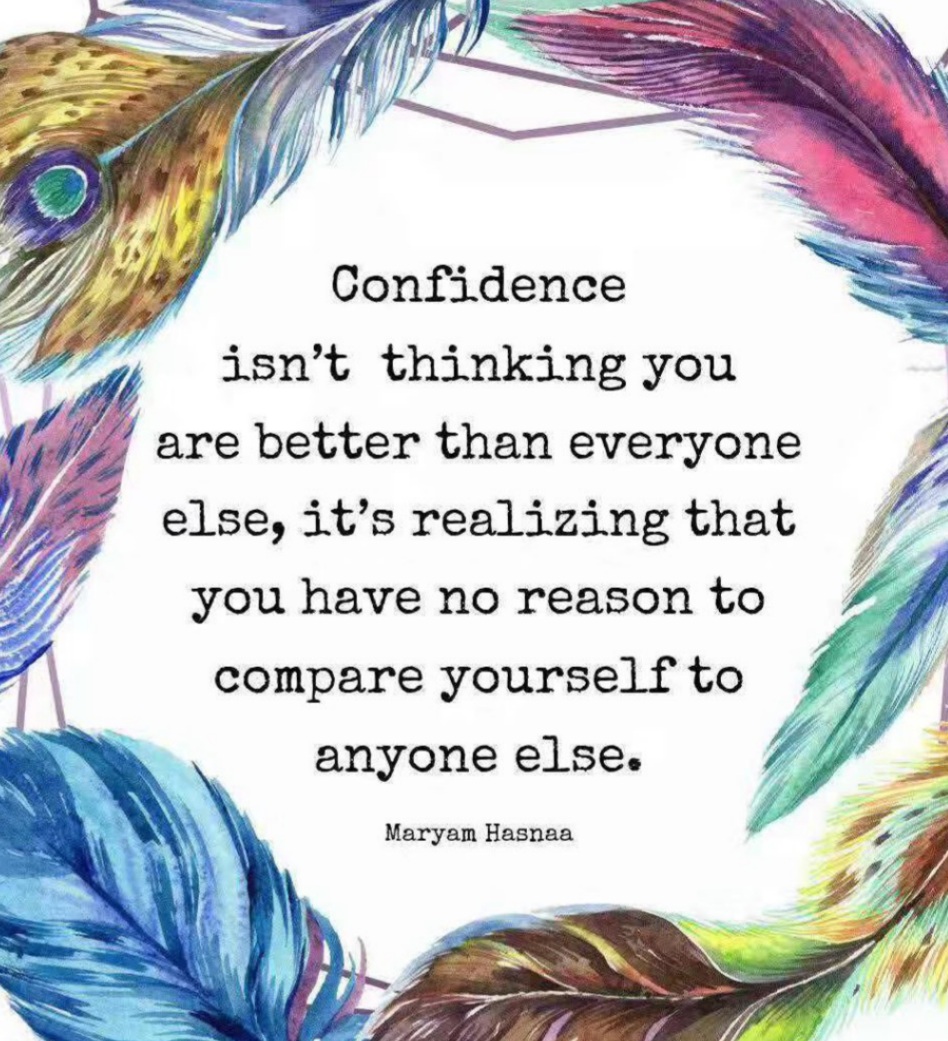 Confidence
isn't thinking you
are better than everyone
else, it's realizing that
you have no reason to
compare yourself to
anyone else.
Maryam Hasnaa